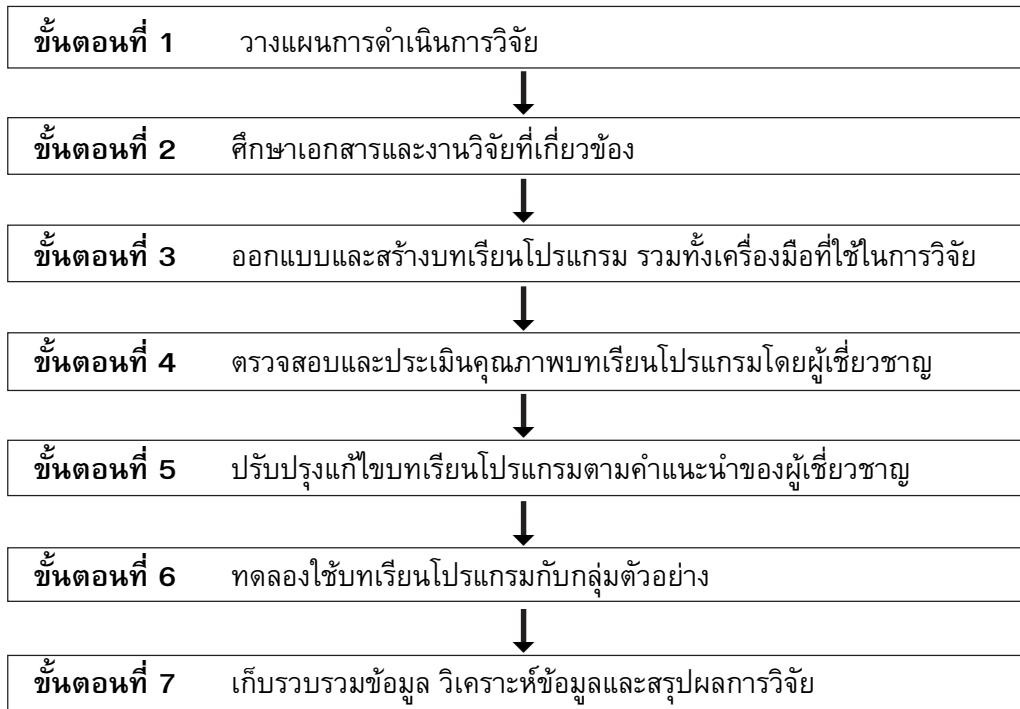 ขั้นตอนที่ 1 วางแผนการดำเนินการวิจัย
ขั้นตอนที่ 2 ศึกษาเอกสารและงานวิจัยที่เกี่ยวข้อง
ขั้นตอนที่ 3 ออกแบบและสร้างบทเรียนโปรแกรม รวมทั้งเครื่องมือที่ใช้ในการวิจัย
ขั้นตอนที่ 4 ตรวจสอบและประเมินคุณภาพบทเรียนโปรแกรมโดยผู้เชี่ยวชาญ
ขั้นตอนที่ 5 ปรับปรุงแก้ไขบทเรียนโปรแกรมตามคำแนะนำของผู้เชี่ยวชาญ
ขั้นตอนที่ 6 ทดลองใช้บทเรียนโปรแกรมกับกลุ่มตัวอย่าง
ขั้นตอนที่ 7 เก็บรวบรวมข้อมูล วิเคราะห์ข้อมูลและสรุปผลการวิจัย